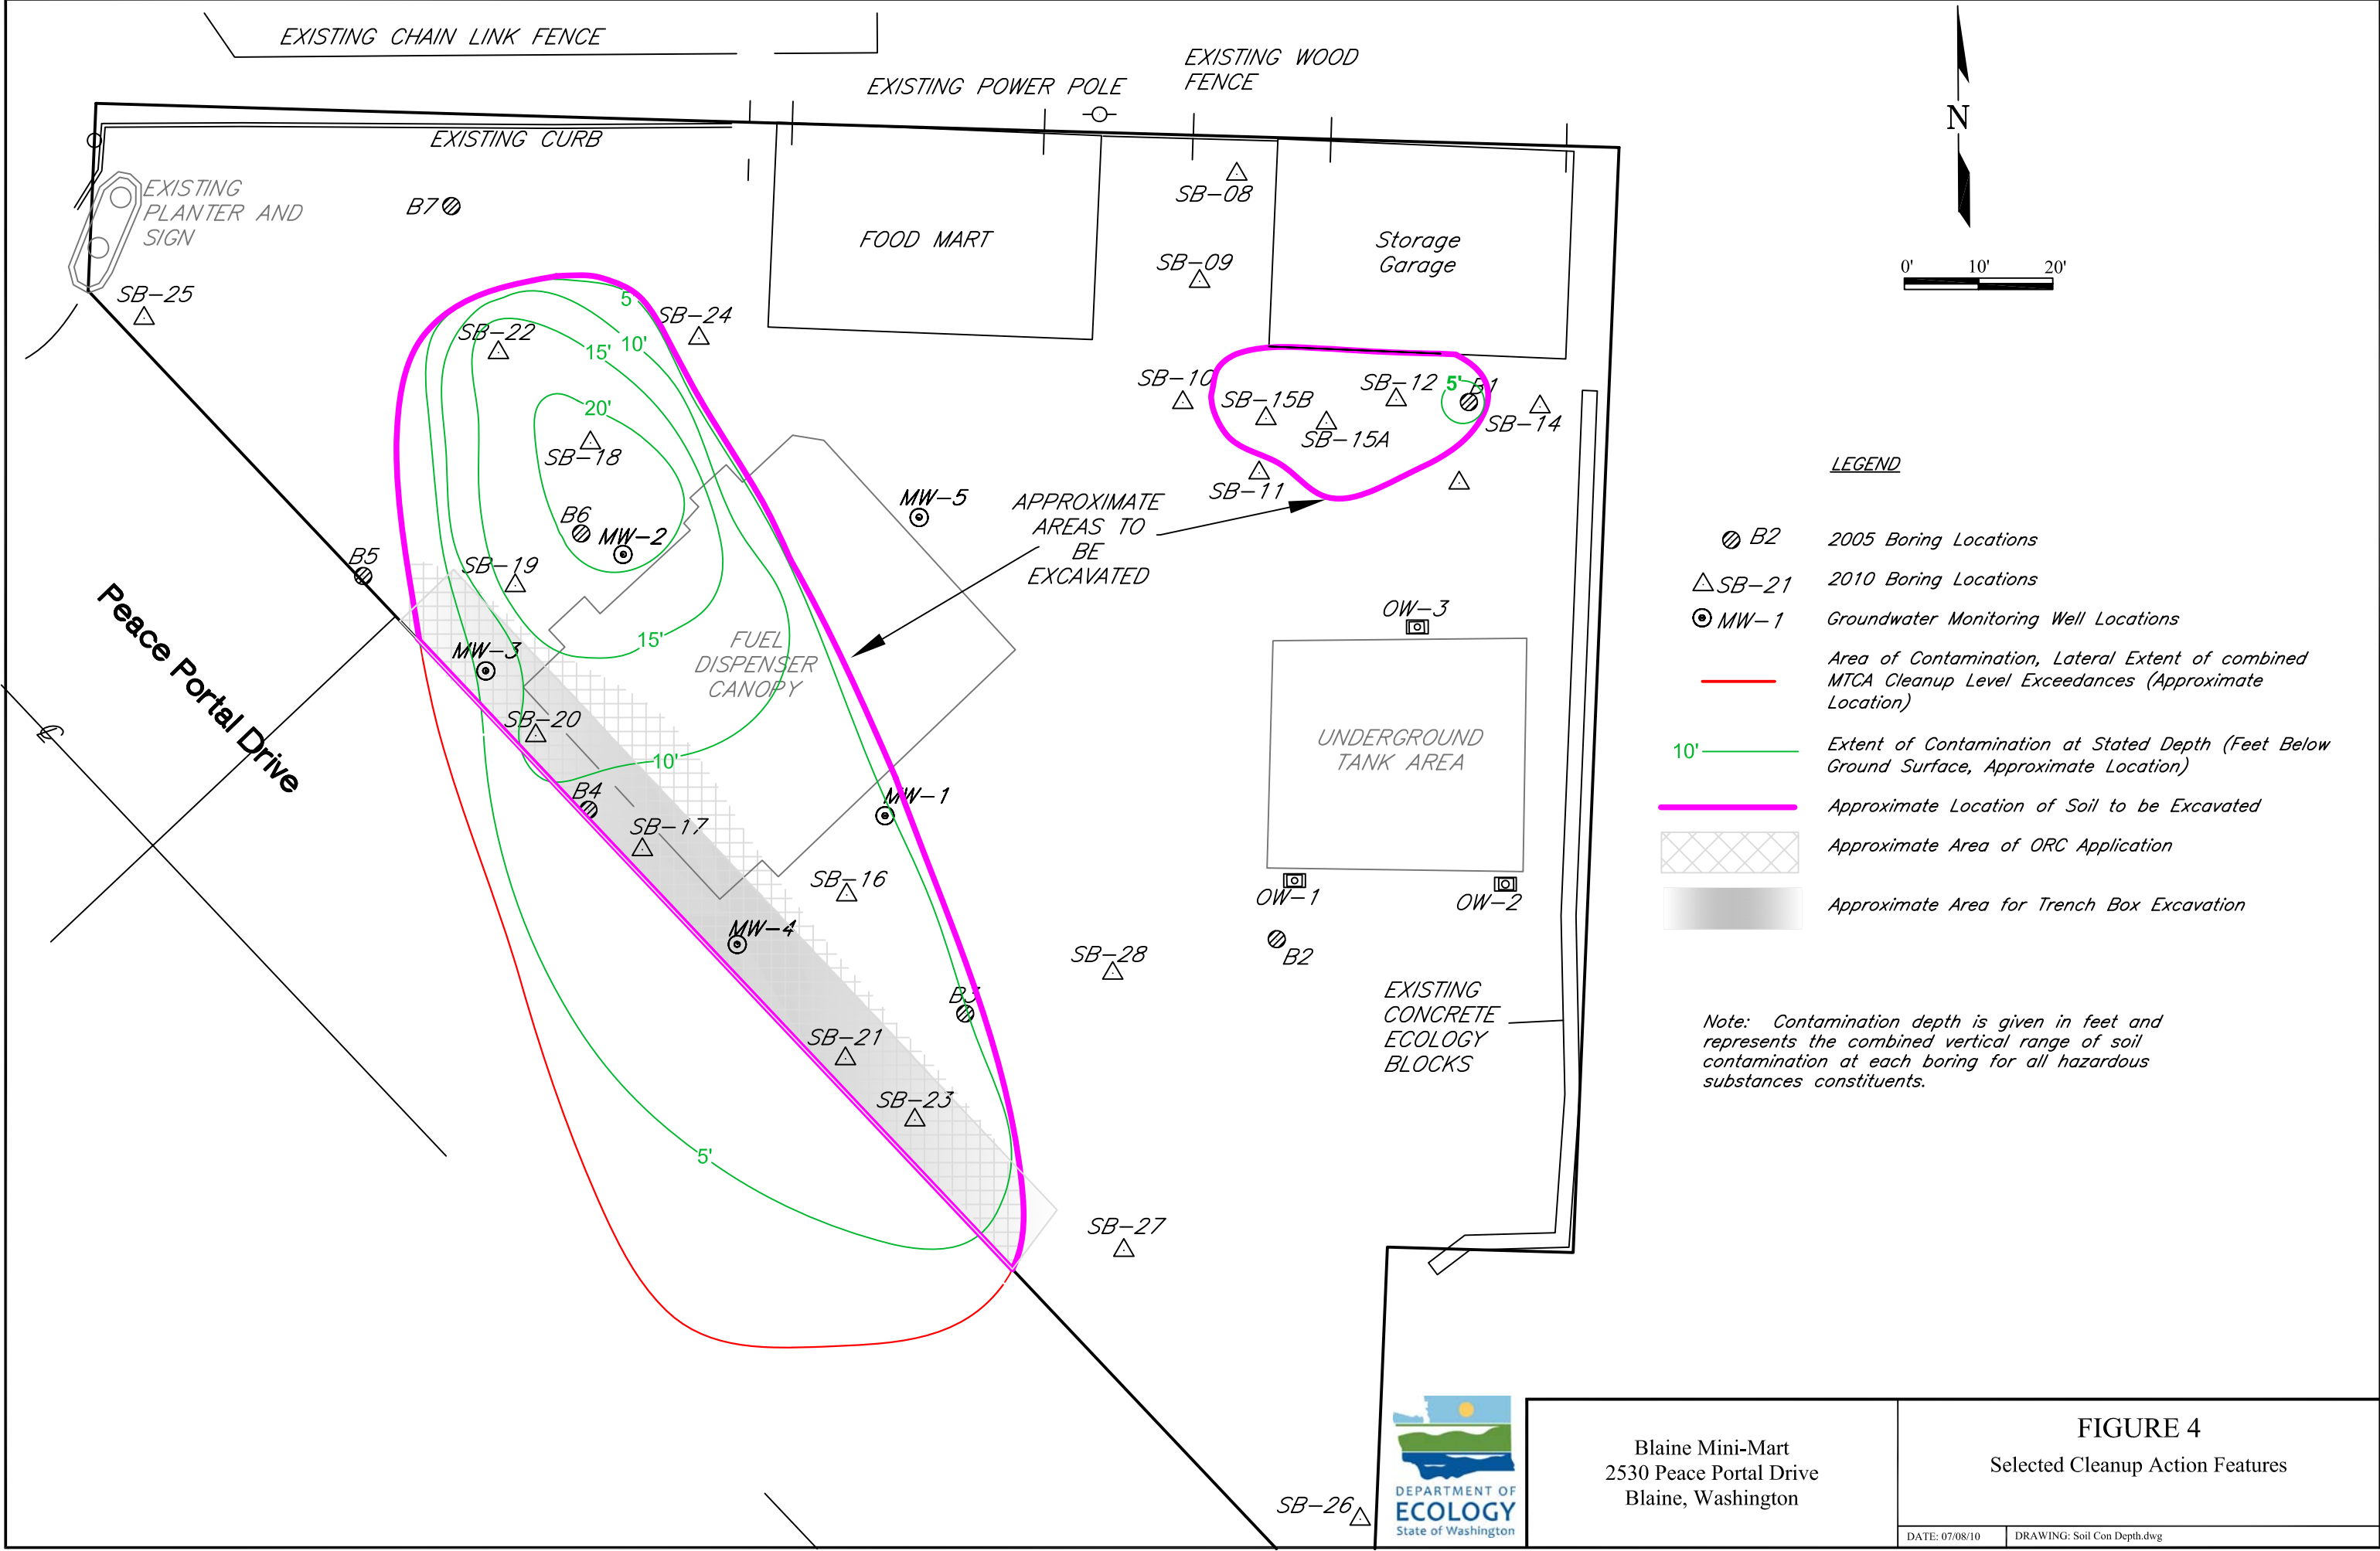 EXISTING CHAIN LINK FENCE
EXISTING POWER POLE
EXISTING WOOD
FENCE
EXISTING CURB
EXISTING
PLANTER AND
SIGN
B7
FOOD MART
SB-08
SB-09
Storage
Garage
N
0' 10' 20'
SB-25
SB-22
SB-24
5'
10'
15'
20'
SB-18
B6
MW-2
SB-19
B5
MW-5
SB-10
SB-15B
SB-12
5'
B1
SB-15A
SB-14
SB-11
APPROXIMATE
AREAS TO
BE
EXCAVATED
Peace Portal Drive
MW-3
15'
FUEL
DISPENSER
CANOPY
SB-20
10'
B4
SB-17
MW-1
SB-16
MW-4
B3
SB-21
SB-23
5'
SB-28
SB-27
SB-26
OW-3
UNDERGROUND
TANK AREA
OW-1
OW-2
B2
EXISTING
CONCRETE
ECOLOGY
BLOCKS
LEGEND
B2 2005 Boring Locations
SB-21 2010 Boring Locations
MW-1 Groundwater Monitoring Well Locations
Area of Contamination, Lateral Extent of combined
MTCA Cleanup Level Exceedances (Approximate
Location)
10' Extent of Contamination at Stated Depth (Feet Below
Ground Surface, Approximate Location)
Approximate Location of Soil to be Excavated
Approximate Area of ORC Application
Approximate Area for Trench Box Excavation
Note: Contamination depth is given in feet and
represents the combined vertical range of soil
contamination at each boring for all hazardous
substances constituents.
DEPARTMENT OF
ECOLOGY
State of Washington
Blaine Mini-Mart
2530 Peace Portal Drive
Blaine, Washington
FIGURE 4
Selected Cleanup Action Features
DATE: 07/08/10
DRAWING: Soil Con Depth.dwg